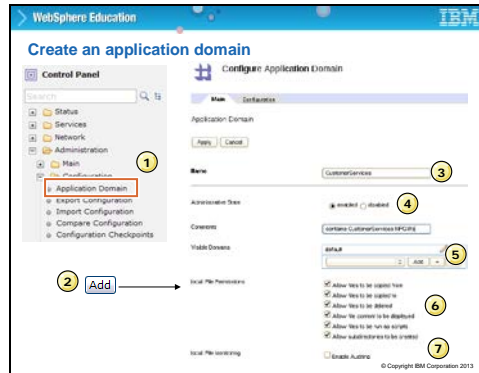 WebSphere Education
IBM
Create an application domain
Control Panel
Search
Status
Services
Network
Administration
Main
Configuration
Application Domain
Export Configuration
Import Configuration
Compare Configuration
Configuration Checkpoints
1
2
Add
Configure Application Domain
Main
Configuration
Application Domain
Apply
Cancel
Name
CustomerServices
3
Administrative State
enabled
disabled
4
Comments
contains CustomerServices
Visible Domains
default
Add
5
Local File Permissions
Allow files to be copied from
Allow files to be copied to
Allow files to be deleted
Allow file content to be displayed
Allow files to be run as scripts
Allow subdirectories to be created
6
Local File Monitoring
Enable Auditing
7
© Copyright IBM Corporation 2013